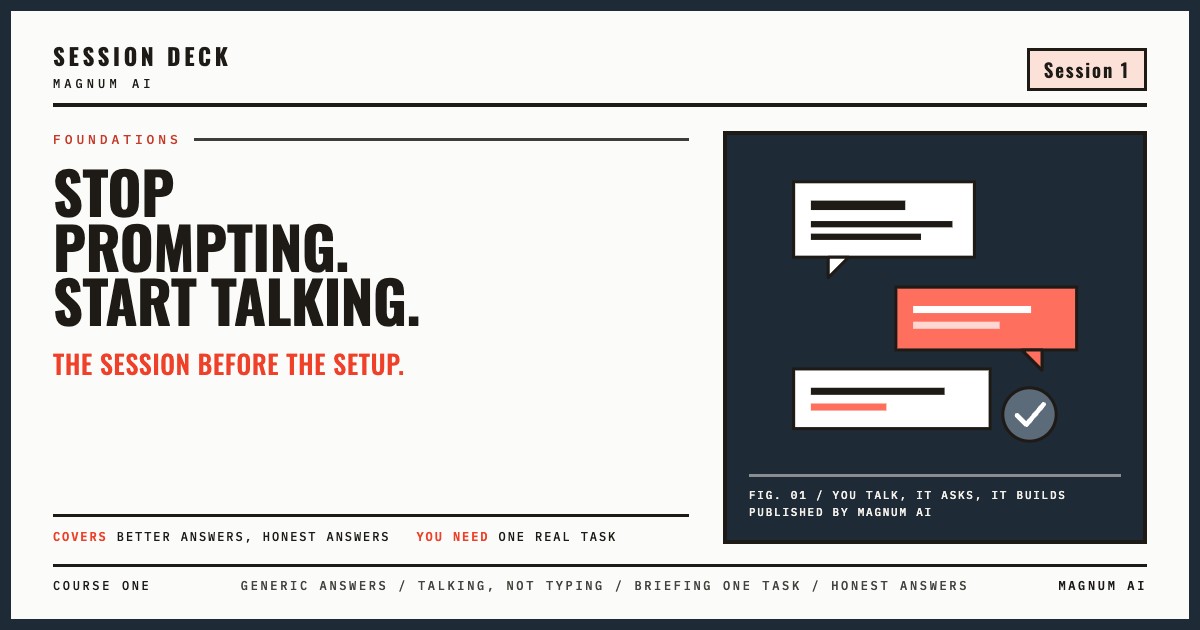 SESSION DECK
MAGNUM AI
Session 1
FOUNDATIONS
STOP
PROMPTING.
START TALKING.
THE SESSION BEFORE THE SETUP.
COVERS BETTER ANSWERS, HONEST ANSWERS YOU NEED ONE REAL TASK
FIG. 01 / YOU TALK, IT ASKS, IT BUILDS
PUBLISHED BY MAGNUM AI
COURSE ONE
GENERIC ANSWERS / TALKING, NOT TYPING / BRIEFING ONE TASK / HONEST ANSWERS
MAGNUM AI